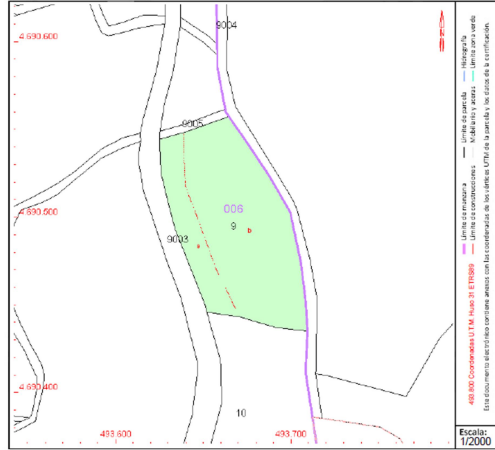 9004
4 690.600
9005
4 690.500
006
9
b
9003
a
4 690.400
10
493.600
493.700
Límite de manzana
Límite de parcela
Hidrografía
493.800 Coordenadas U.T.M. Huso 31 ETRS89
Límite de construcciones
Mobiliario y aceras
Límite zona verde
Este documento electrónico contiene anexos con las coordenadas de los vértices UTM de la parcela y los datos de la certificación.
Escala:
1/2000